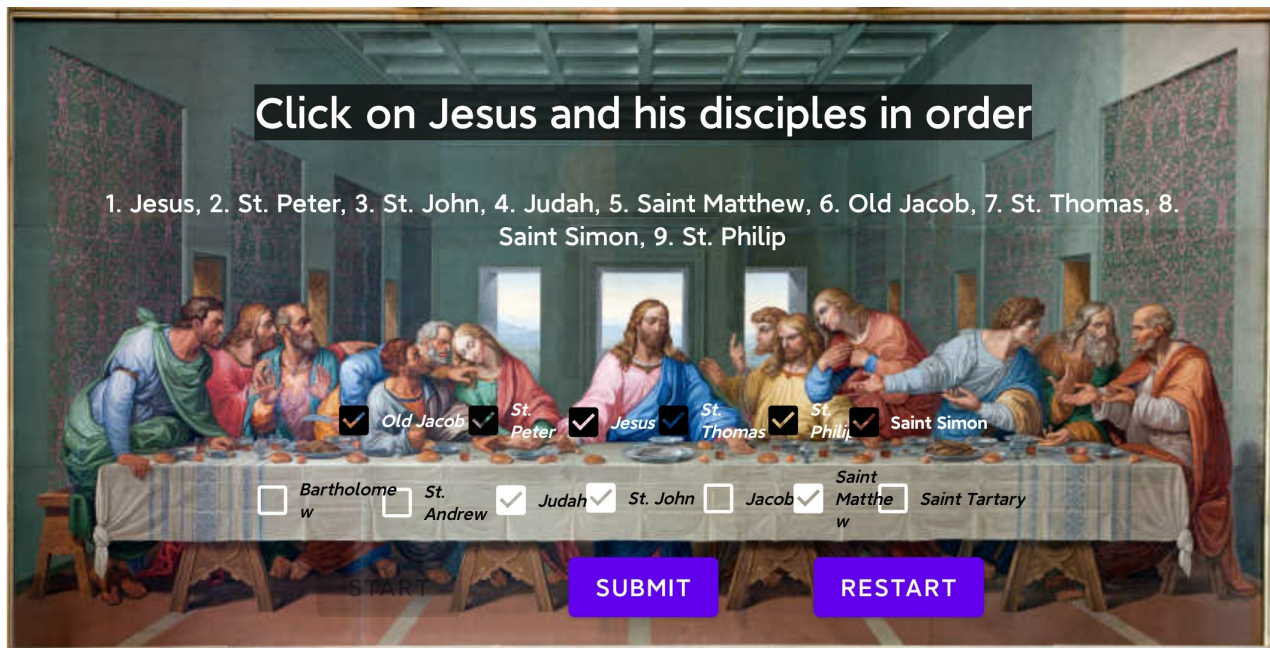 Click on Jesus and his disciples in order
1. Jesus, 2. St. Peter, 3. St. John, 4. Judah, 5. Saint Matthew, 6. Old Jacob, 7. St. Thomas, 8.
Saint Simon, 9. St. Philip
Old Jacob
St.
Peter
Jesus
St.
Thomas
St.
Philip
Saint Simon
Bartholome
w
St.
Andrew
Judah
St. John
Jacob
Saint
Matthe
w
Saint Tartary
START
SUBMIT
RESTART